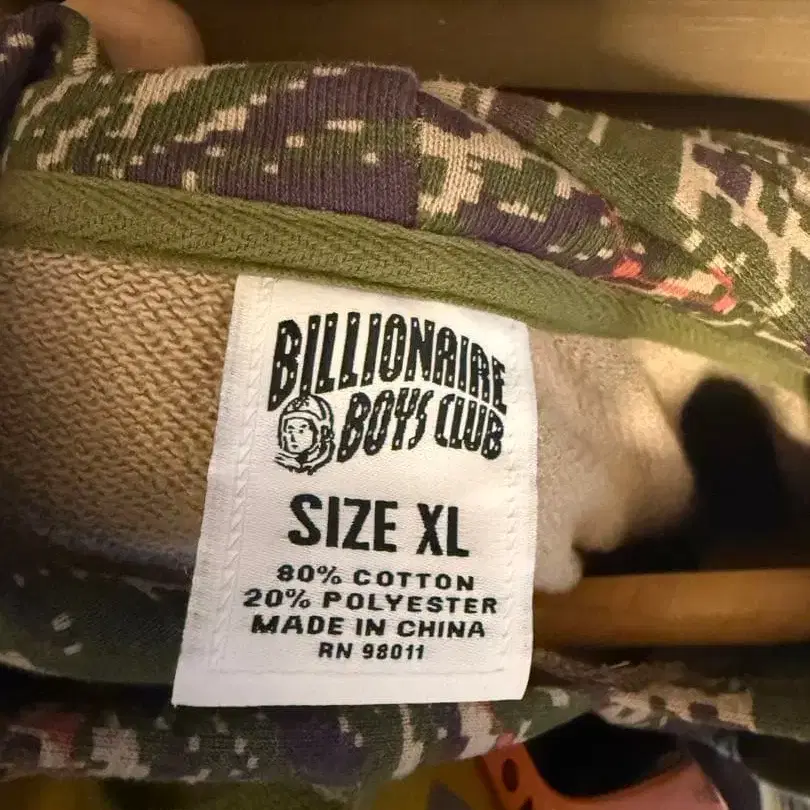 BILLIONAIRE
BOYS CLUB
SIZE XL
80% COTTON
20% POLYESTER
MADE IN CHINA
RN 98011